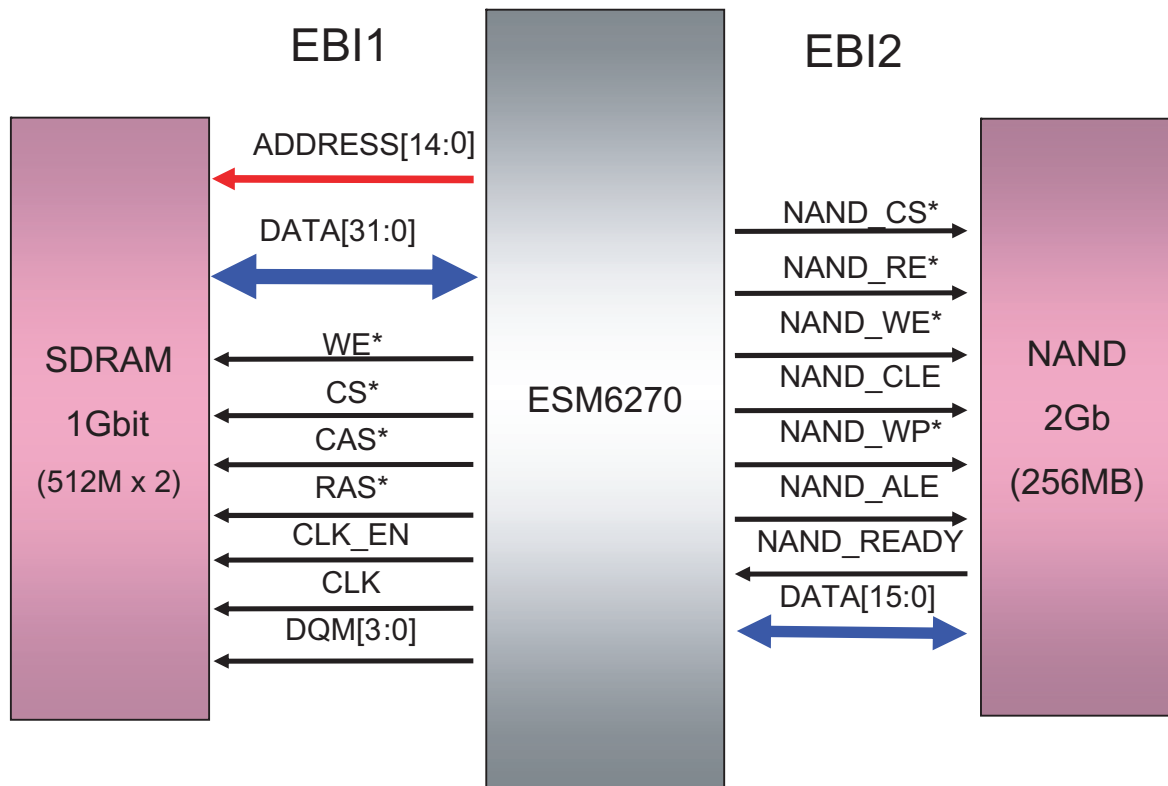 EBI1
EBI2
ADDRESS[14:0]
DATA[31:0]
WE*
CS*
CAS*
RAS*
CLK_EN
CLK
DQM[3:0]
SDRAM
1Gbit
(512M x 2)
ESM6270
NAND_CS*
NAND_RE*
NAND_WE*
NAND_CLE
NAND_WP*
NAND_ALE
NAND_READY
DATA[15:0]
NAND
2Gb
(256MB)